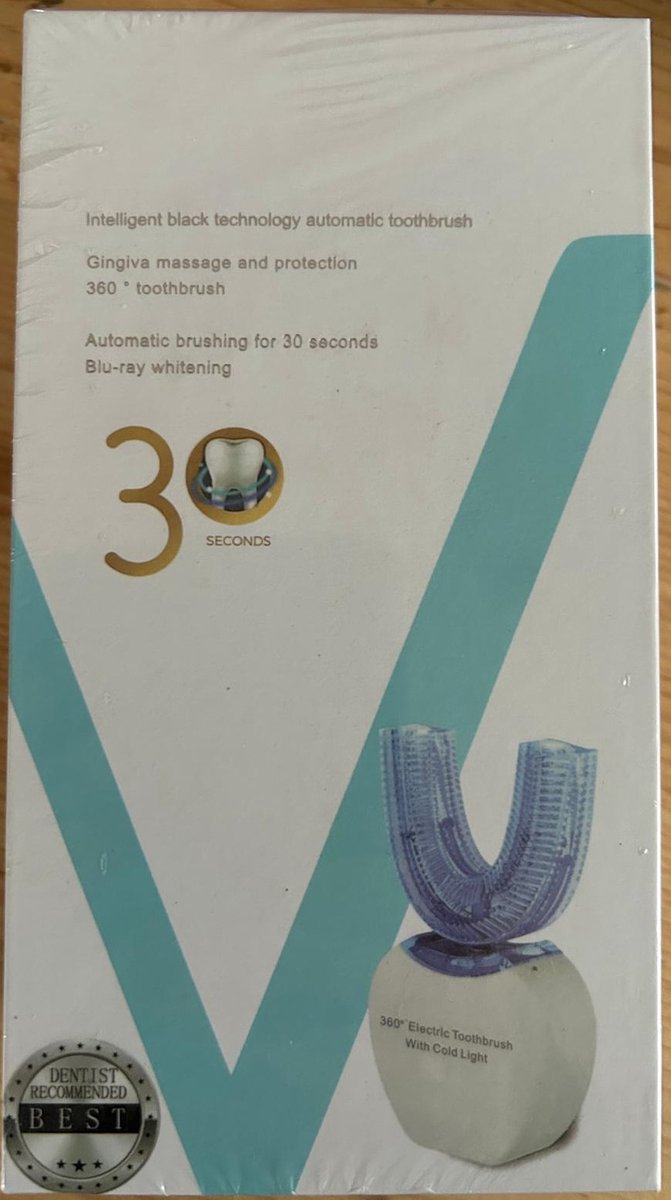 Intelligent black technology automatic toothbrush
Gingiva massage and protection
360 ° toothbrush
Automatic brushing for 30 seconds
Blu-ray whitening
30
SECONDS
360° Electric Toothbrush
With Cold Light
DENTIST
RECOMMENDED
BEST